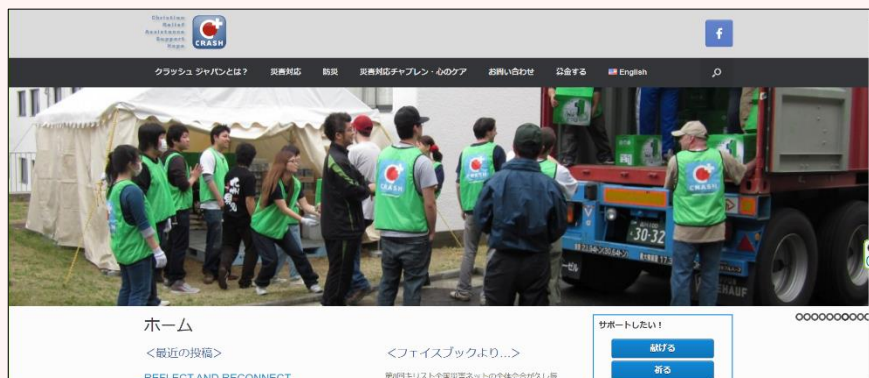 Christian
Relief
Assistance
Support
Hope
CRASH
クラッシュ ジャパンとは？ 災害対応 防災 災害対応チャプレン・心のケア お問い合わせ 募金する English
CRASH
CRASH
CRASH
30-32
ホーム
サポートしたい！
<最近の投稿>
<フェイスブックより...>
献げる
祈る
REFLECT AND RECONNECT